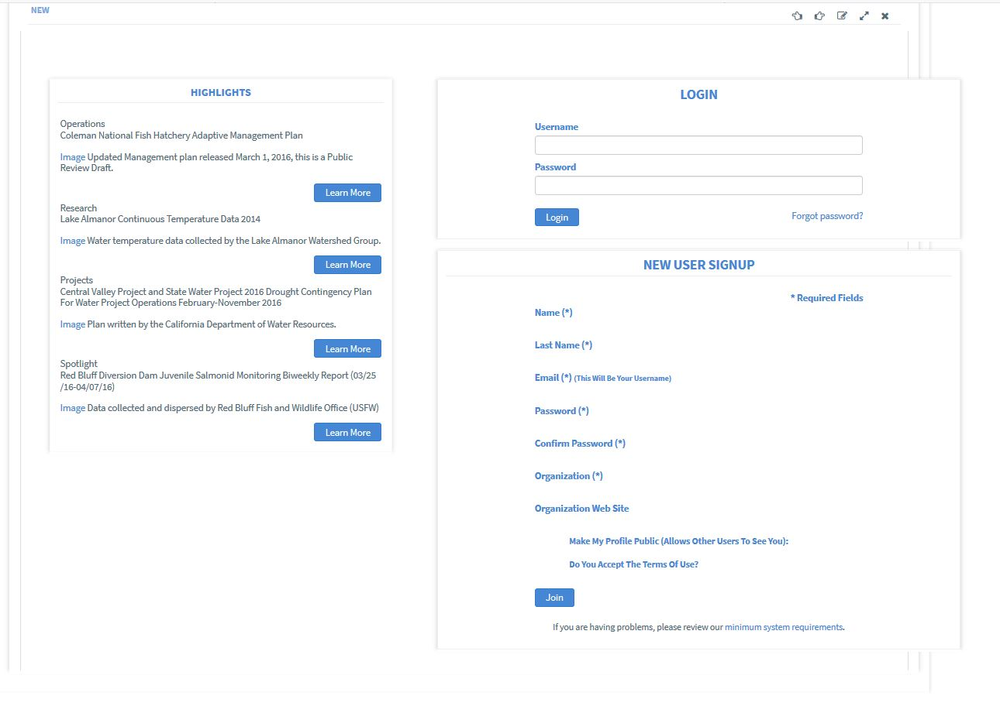 NEW
HIGHLIGHTS
Operations
Coleman National Fish Hatchery Adaptive Management Plan
Image Updated Management plan released March 1, 2016, this is a Public
Review Draft.
Learn More
Research
Lake Almanor Continuous Temperature Data 2014
Image Water temperature data collected by the Lake Almanor Watershed Group.
Learn More
Projects
Central Valley Project and State Water Project 2016 Drought Contingency Plan
For Water Project Operations February-November 2016
Image Plan written by the California Department of Water Resources.
Learn More
Spotlight
Red Bluff Diversion Dam Juvenile Salmonid Monitoring Biweekly Report (03/25
/16-04/07/16)
Image Data collected and dispersed by Red Bluff Fish and Wildlife Office (USFW)
Learn More
LOGIN
Username
Password
Login
Forgot password?
NEW USER SIGNUP
* Required Fields
Name (*)
Last Name (*)
Email (*) (This Will Be Your Username)
Password (*)
Confirm Password (*)
Organization (*)
Organization Web Site
Make My Profile Public (Allows Other Users To See You):
Do You Accept The Terms Of Use?
Join
If you are having problems, please review our minimum system requirements.